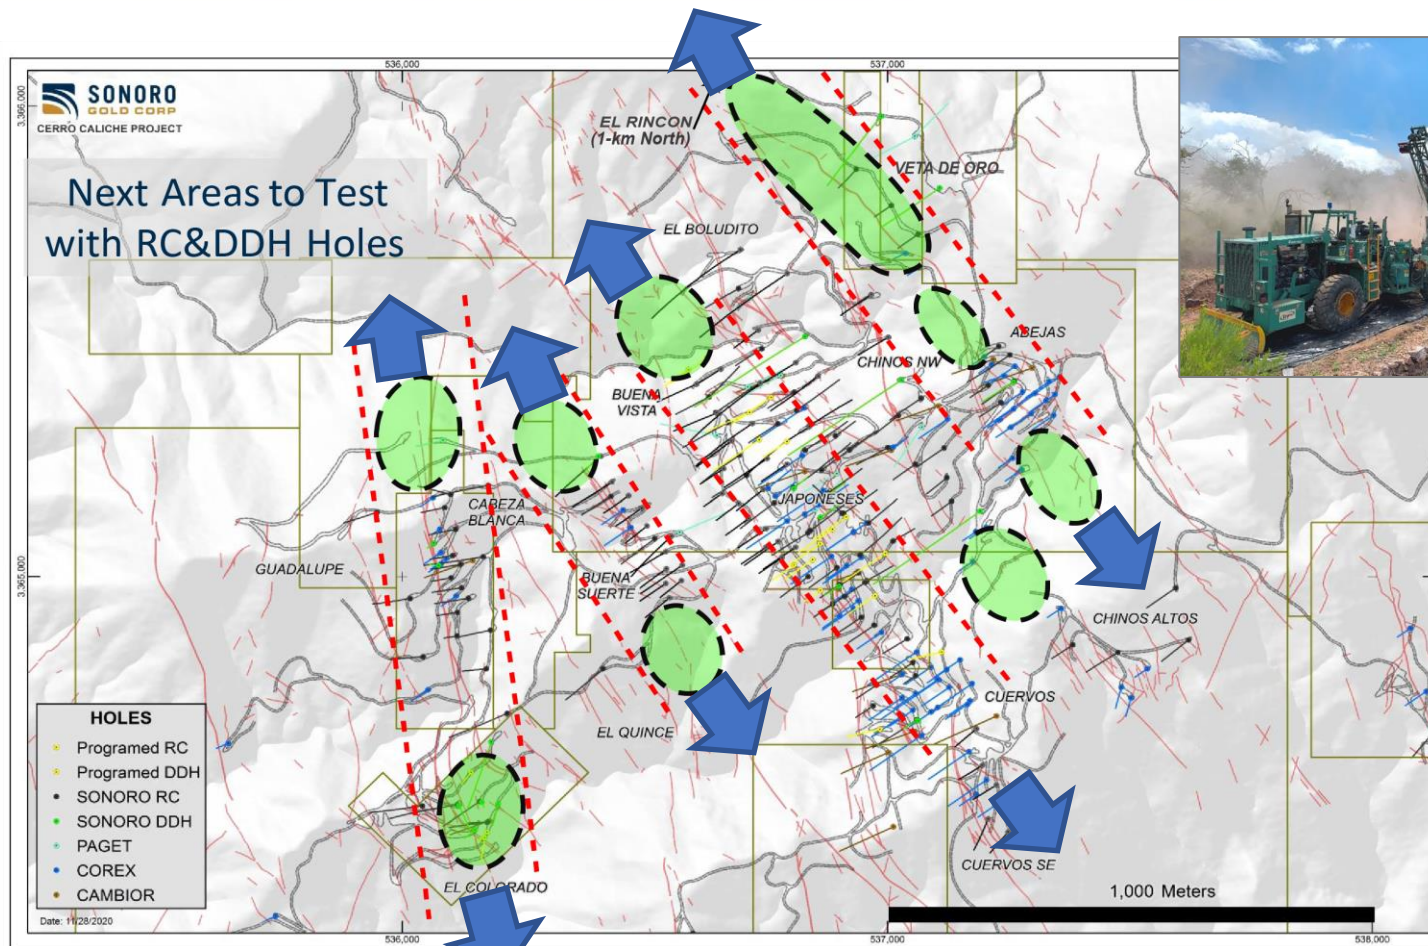 536,000
537,000
3,366,000
SONORO
GOLD CORP
CERRO CALICHE PROJECT
EL RINCON
(1-km North)
VETA DE ORO
Next Areas to Test
with RC&DDH Holes
EL BOLUDITO
ABEJAS
CHINOS NW
BUENA
VISTA
CABEZA
BLANCA
JAPONESES
GUADALUPE
3,365,000
BUENA
SUERTE
CHINOS ALTOS
CUERVOS
EL QUINCE
HOLES
Programed RC
Programed DDH
SONORO RC
SONORO DDH
PAGET
COREX
CAMBIOR
CUERVOS SE
EL COLORADO
1,000 Meters
Date: 11/28/2020
536,000
537,000
538,000